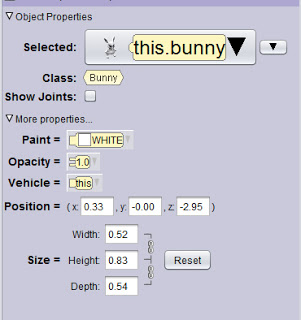 Object Properties
Selected: this.bunny
Class: Bunny
Show Joints:
More properties...
Paint = WHITE
Opacity = 1.0
Vehicle = this
Position = ( x: 0.33 , y: -0.00 , z: -2.95 )
Width: 0.52
Size = Height: 0.83 Reset
Depth: 0.54